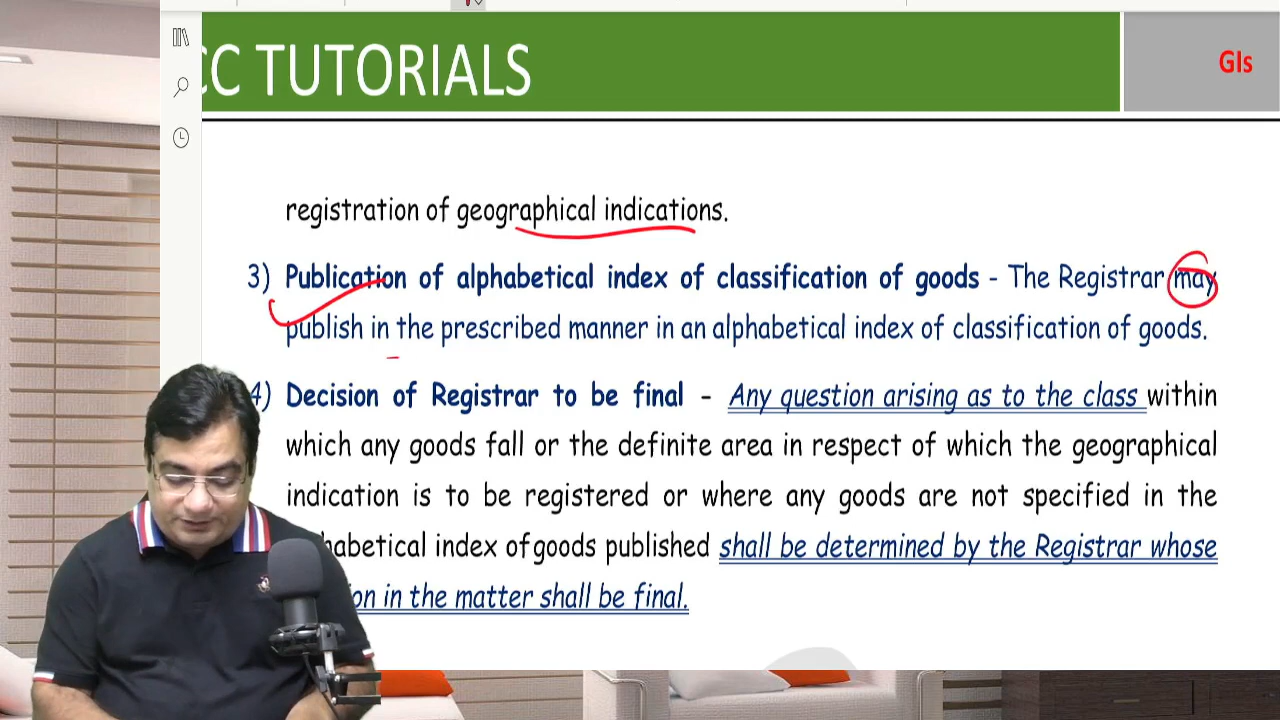 CC TUTORIALS
GIs
registration of geographical indications.
3) Publication of alphabetical index of classification of goods - The Registrar may
publish in the prescribed manner in an alphabetical index of classification of goods.
4) Decision of Registrar to be final - Any question arising as to the class within
which any goods fall or the definite area in respect of which the geographical
indication is to be registered or where any goods are not specified in the
habetical index of goods published shall be determined by the Registrar whose
on in the matter shall be final.